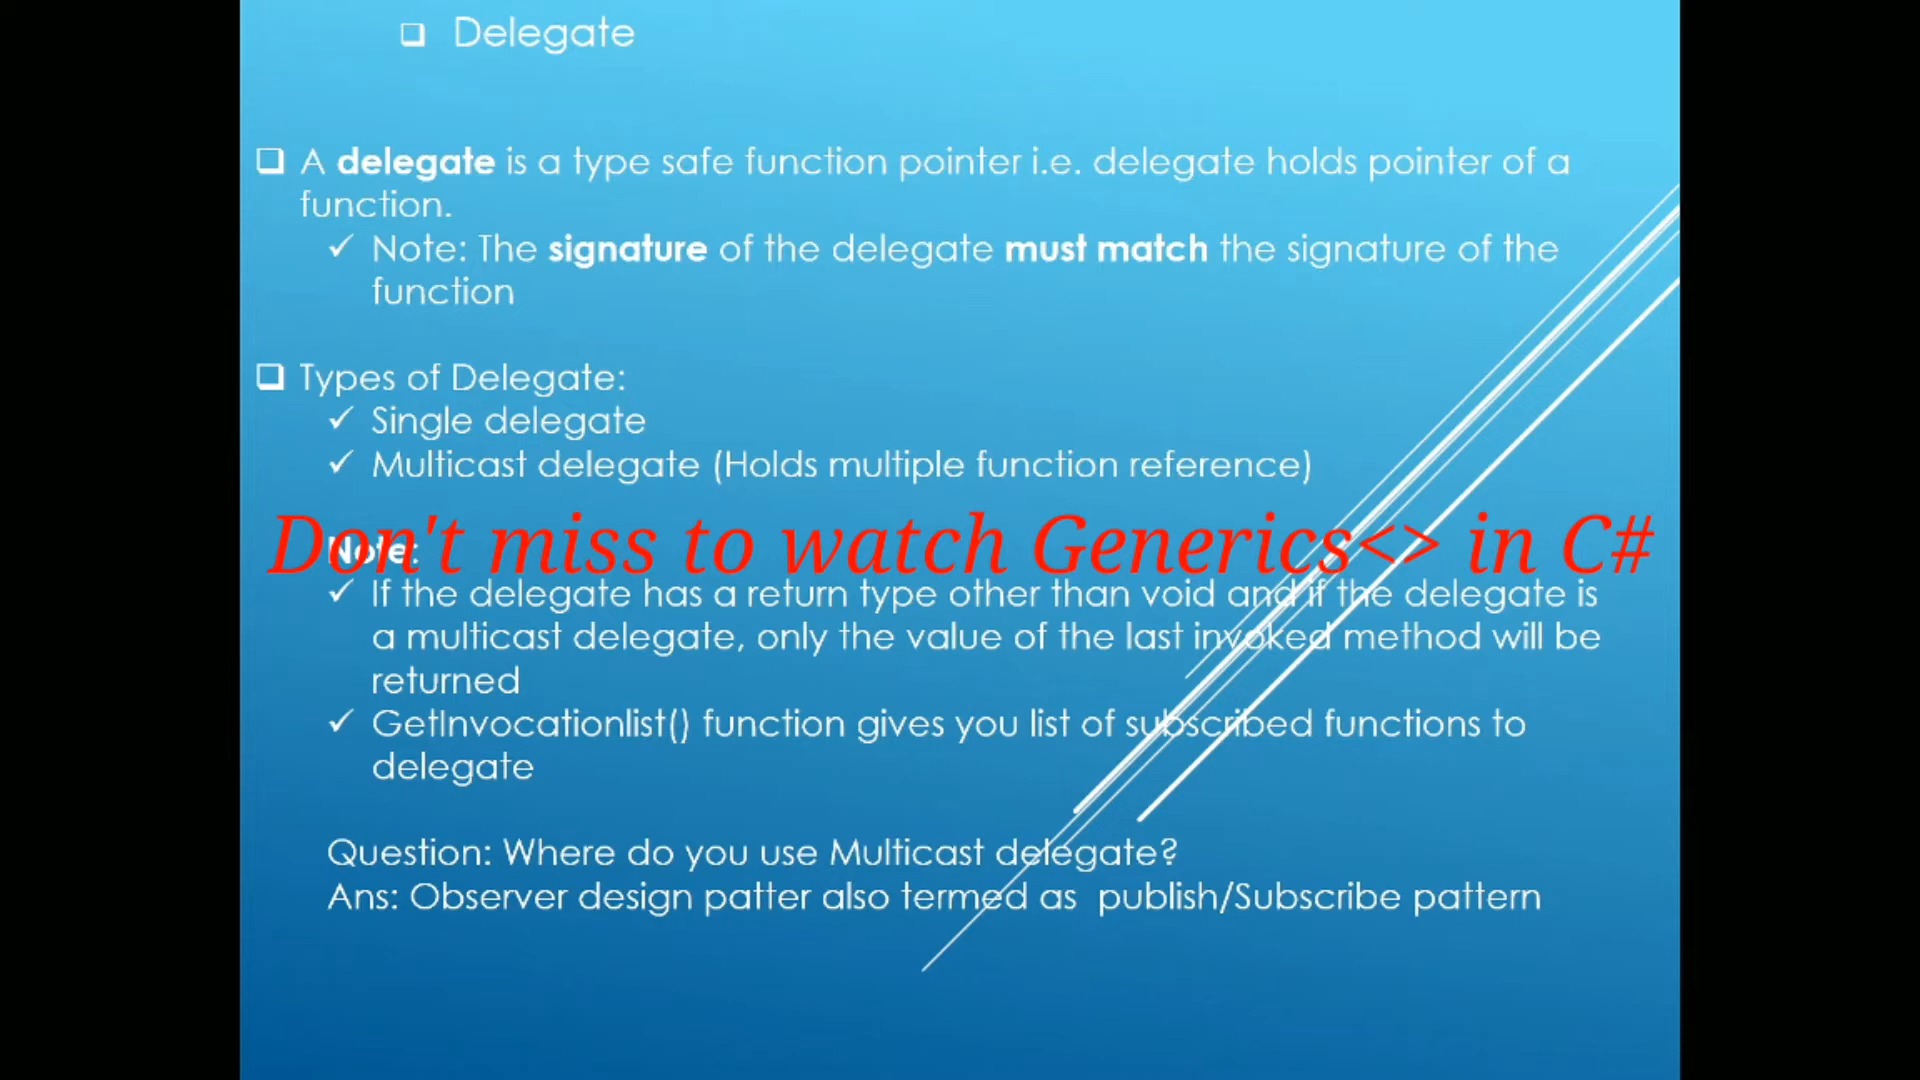 Delegate
A delegate is a type safe function pointer i.e. delegate holds pointer of a
function.
Note: The signature of the delegate must match the signature of the
function
Types of Delegate:
Single delegate
Multicast delegate (Holds multiple function reference)
Don't miss to watch Generics<> in C#
Note:
If the delegate has a return type other than void and if the delegate is
a multicast delegate, only the value of the last invoked method will be
returned
GetInvocationlist() function gives you list of subscribed functions to
delegate
Question: Where do you use Multicast delegate?
Ans: Observer design patter also termed as publish/Subscribe pattern